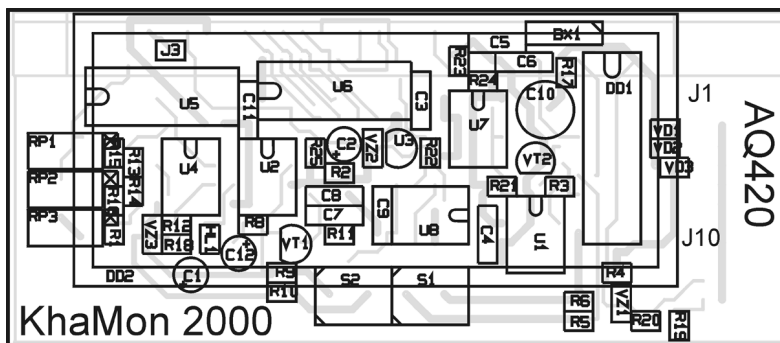 J3
C5
BX1
R23
C6
R17
R24
U5
C11
U6
C3
U7
C10
DD1
J1
AQ420
VD1
VD2
VD3
RP1
RP2
RP3
R15
R13
R14
R16
R1
U4
U2
R25
C2
VZ2
U3
R22
R2
VT2
R21
R3
C8
C7
R11
C9
U8
C4
U1
J10
VZ3
R12
R18
HL1
R8
C12
VT1
DD2
C1
R9
R10
S2
S1
R4
VZ1
R6
R5
R20
R19
KhaMon 2000